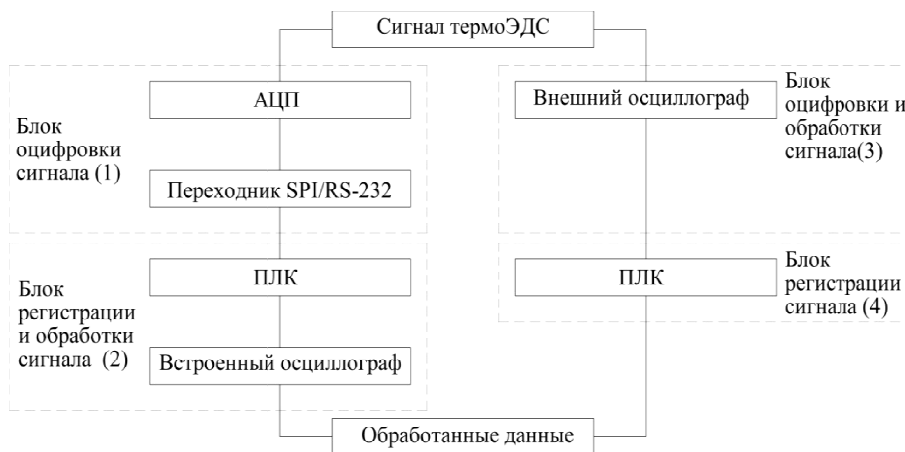 Сигнал термоЭДС
Блок
оцифровки
сигнала (1)
АЦП
Переходник SPI/RS-232
Внешний осциллограф
Блок
оцифровки и
обработки
сигнала(3)
Блок
регистрации
и обработки
сигнала (2)
ПЛК
Встроенный осциллограф
ПЛК
Блок
регистрации
сигнала (4)
Обработанные данные